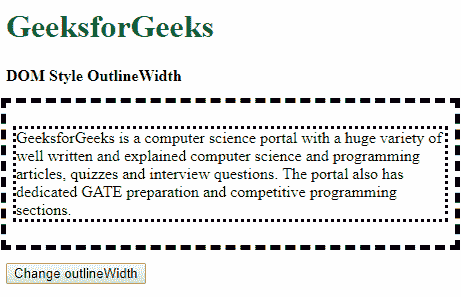 GeeksforGeeks
DOM Style OutlineWidth
GeeksforGeeks is a computer science portal with a huge variety of
well written and explained computer science and programming
articles, quizzes and interview questions. The portal also has
dedicated GATE preparation and competitive programming
sections.
Change outlineWidth